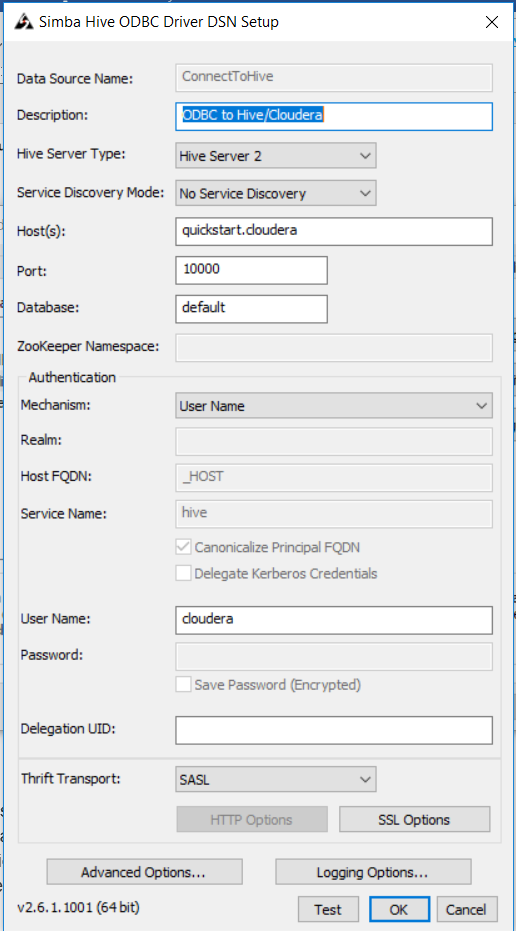 Simba Hive ODBC Driver DSN Setup
Data Source Name: ConnectToHive
Description: ODBC to Hive/Cloudera
Hive Server Type: Hive Server 2
Service Discovery Mode: No Service Discovery
Host(s): quickstart.cloudera
Port: 10000
Database: default
ZooKeeper Namespace:
Authentication
Mechanism: User Name
Realm:
Host FQDN: _HOST
Service Name: hive
Canonicalize Principal FQDN
Delegate Kerberos Credentials
User Name: cloudera
Password:
Save Password (Encrypted)
Delegation UID:
Thrift Transport: SASL
HTTP Options SSL Options
Advanced Options... Logging Options...
v2.6.1.1001 (64 bit) Test OK Cancel